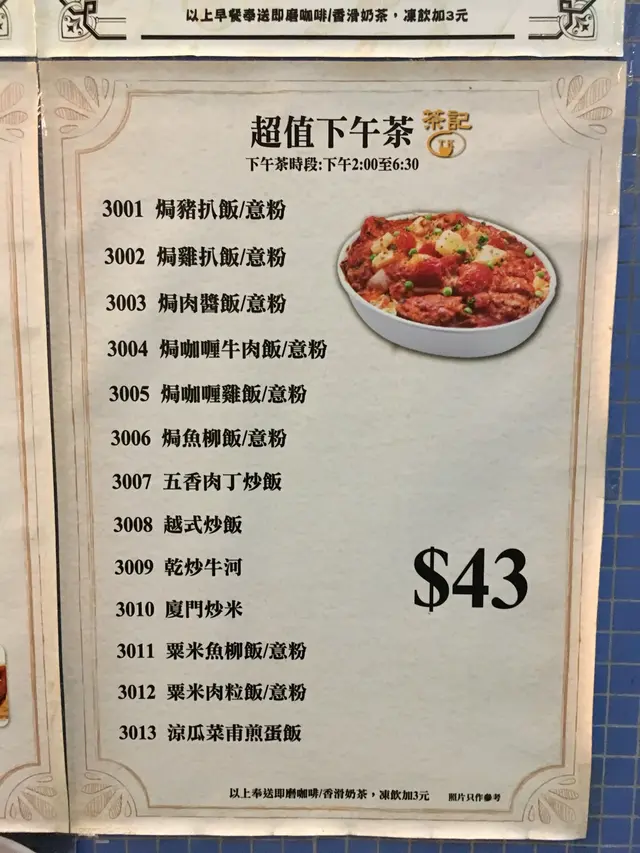 以上早餐奉送即磨咖啡/香滑奶茶，凍飲加3元
超值下午茶
茶記
下午茶時段:下午2:00至6:30
3001 焗豬扒飯/意粉
3002 焗雞扒飯/意粉
3003 焗肉醬飯/意粉
3004 焗咖喱牛肉飯/意粉
3005 焗咖喱雞飯/意粉
3006 焗魚柳飯/意粉
3007 五香肉丁炒飯
3008 越式炒飯
3009 乾炒牛河
$43
3010 廈門炒米
3011 粟米魚柳飯/意粉
3012 粟米肉粒飯/意粉
3013 涼瓜菜甫煎蛋飯
以上奉送即磨咖啡/香滑奶茶，凍飲加3元 照片只作參考